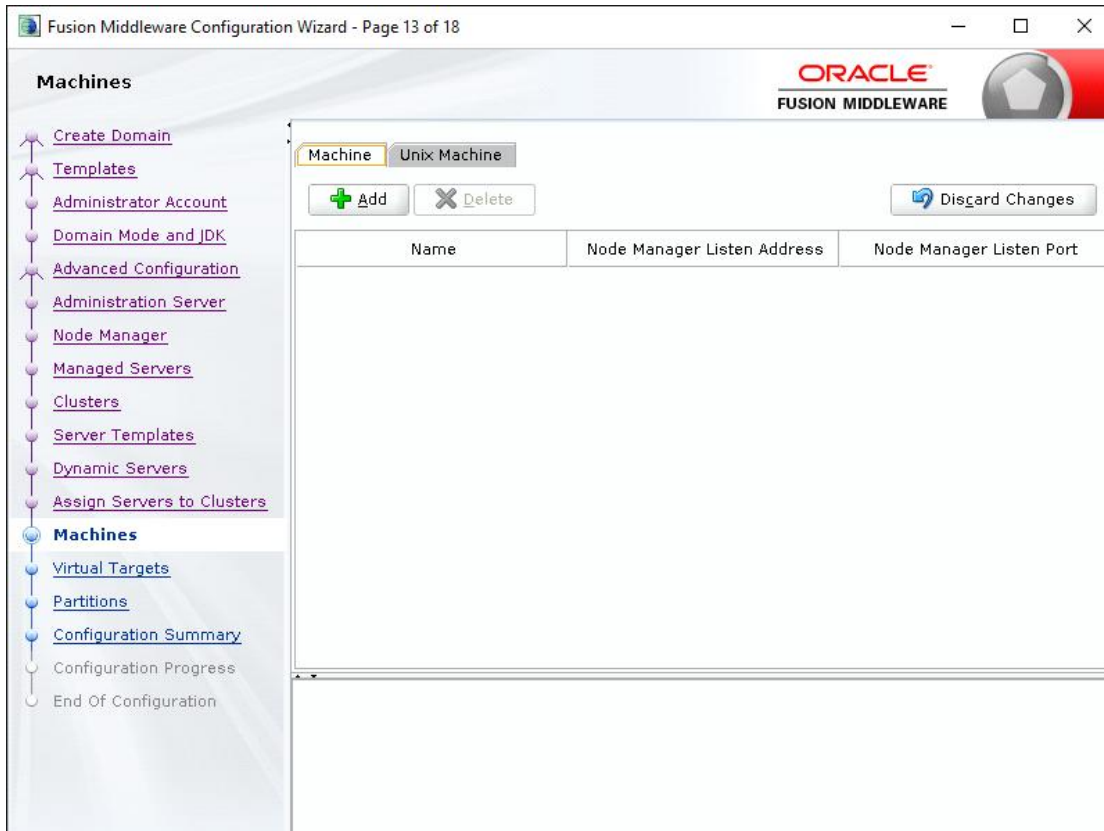 Fusion Middleware Configuration Wizard - Page 13 of 18
Machines
ORACLE
FUSION MIDDLEWARE
Create Domain
Templates
Administrator Account
Domain Mode and JDK
Advanced Configuration
Administration Server
Node Manager
Managed Servers
Clusters
Server Templates
Dynamic Servers
Assign Servers to Clusters
Machines
Virtual Targets
Partitions
Configuration Summary
Configuration Progress
End Of Configuration
Machine Unix Machine
Add Delete Discard Changes
Name Node Manager Listen Address Node Manager Listen Port